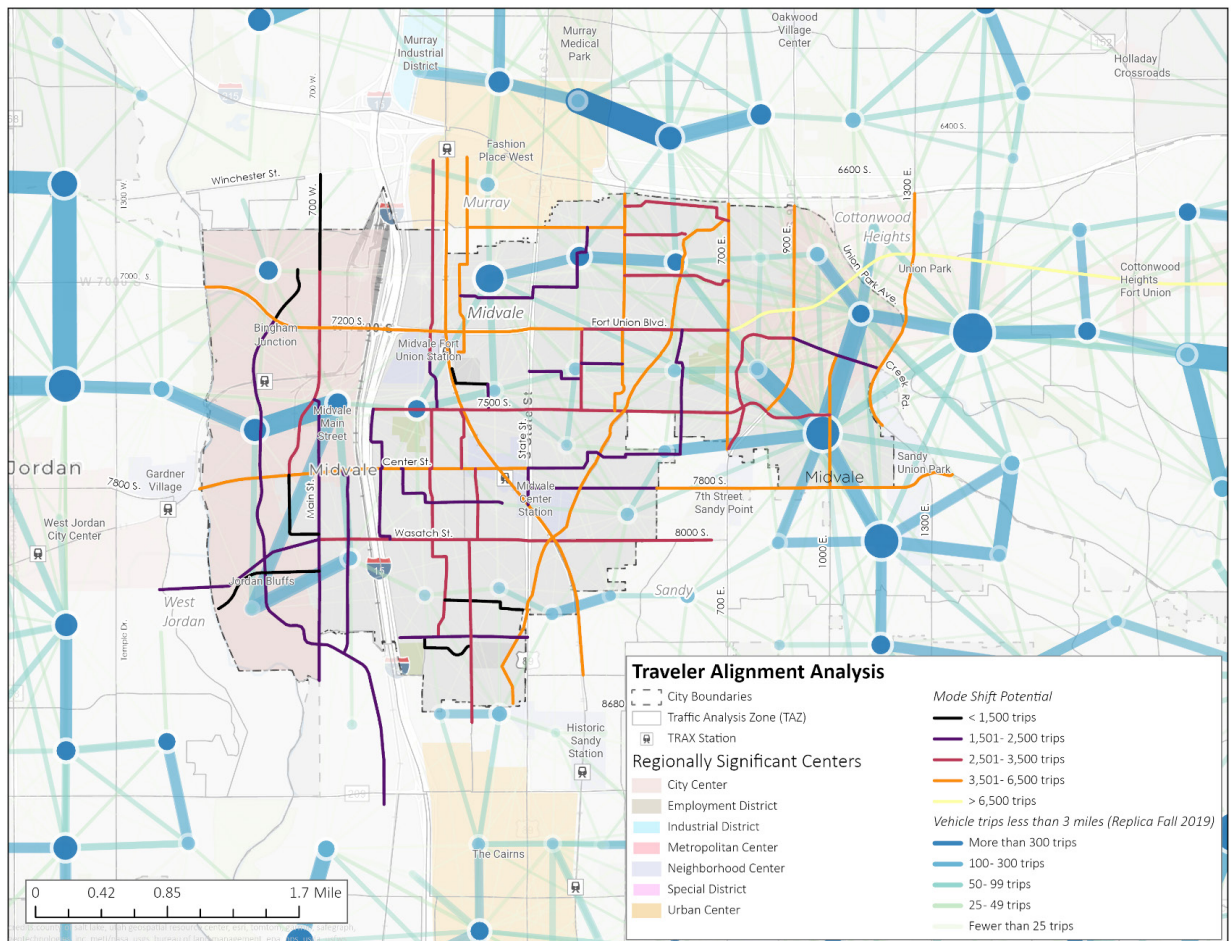 Oakwood
Village
Center
Murray
Industrial
District
Murray
Medical
Park
Holladay
Crossroads
700 W.
15
6400 S.
Fashion
Place West
6600 S.
Winchester St.
1300 W.
700 W.
Murray
1300 E.
Cottonwood
Heights
700 E.
900 E.
Union Park Ave.
Union Park
Cottonwood
Heights
Fort Union
7000 S.
W 7000 S
Midvale
7200 S.
Fort Union Blvd.
Bingham
Junction
Midvale Fort
Union Station
Creek Rd.
7500 S.
Midvale
Main
Street
State St.
Jordan
Gardner
Village
Midvale
Center St.
Sandy
Union Park
7800 S.
Main St.
Midvale
Center
Station
7800 S.
Midvale
7th Street
Sandy Point
West Jordan
City Center
Wasatch St.
8000 S.
1300 E.
1000 E.
15
Jordan Bluffs
West
Jordan
Sandy
700 E.
Temple Dr.
8680
Historic
Sandy
Station
209
The Cairns
Traveler Alignment Analysis
City Boundaries
Traffic Analysis Zone (TAZ)
TRAX Station
Regionally Significant Centers
City Center
Employment District
Industrial District
Metropolitan Center
Neighborhood Center
Special District
Urban Center
Mode Shift Potential
< 1,500 trips
1,501- 2,500 trips
2,501- 3,500 trips
3,501- 6,500 trips
> 6,500 trips
Vehicle trips less than 3 miles (Replica Fall 2019)
More than 300 trips
100- 300 trips
50- 99 trips
25- 49 trips
Fewer than 25 trips
0 0.42 0.85 1.7 Mile